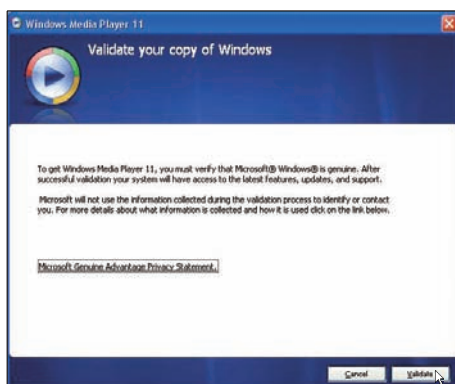 Windows Media Player 11
Validate your copy of Windows
To get Windows Media Player 11, you must verify that Microsoft® Windows® is genuine. After
successful validation your system will have access to the latest features, updates, and support.
Microsoft will not use the information collected during the validation process to identify or contact
you. For more details about what information is collected and how it is used click on the link below.
Microsoft Genuine Advantage Privacy Statement.
Cancel Validate